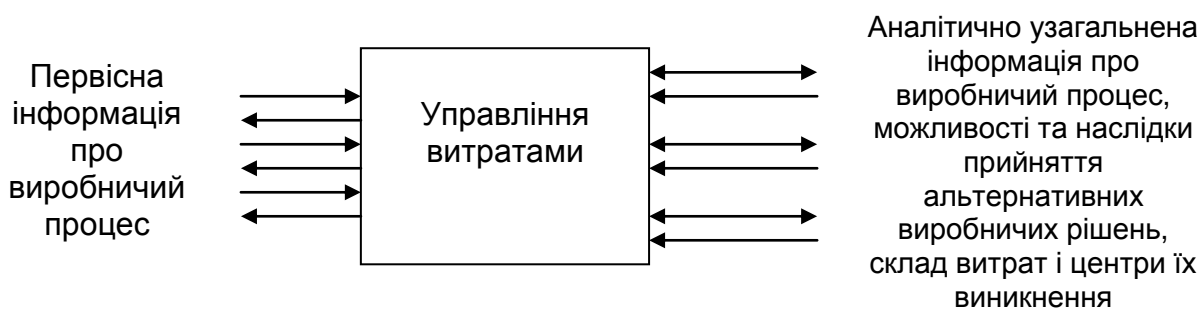 Первісна
інформація
про
виробничий
процес
Управління
витратами
Аналітично узагальнена
інформація про
виробничий процес,
можливості та наслідки
прийняття
альтернативних
виробничих рішень,
склад витрат і центри їх
виникнення